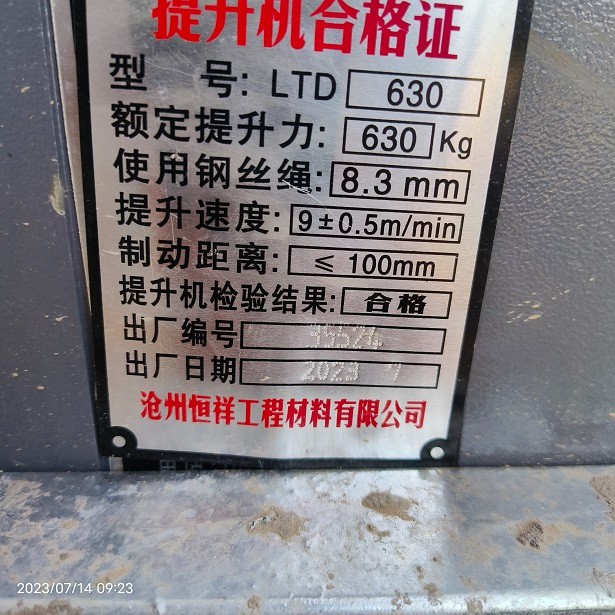 提升机合格证
型 号: LTD 630
额定提升力: 630 Kg
使用钢丝绳: 8.3 mm
提升速度: 9±0.5m/min
制动距离: ≤ 100mm
提升机检验结果: 合格
出厂编号 35526
出厂日期 2023 7
沧州恒祥工程材料有限公司
2023/07/14 09:23